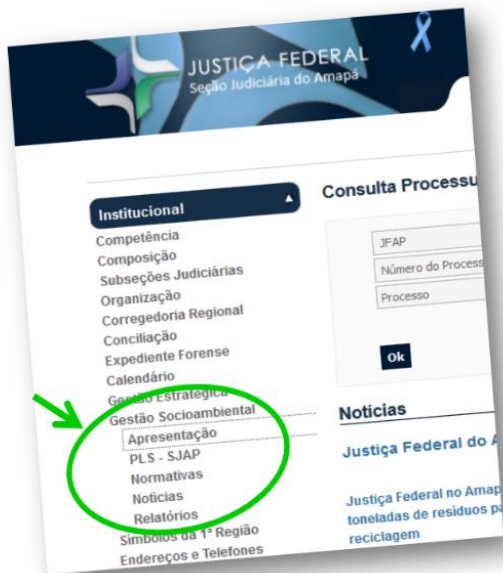 JUSTIÇA FEDERAL
Seção Judiciária do Amapá
Institucional
Competência
Composição
Subseções Judiciárias
Organização
Corregedoria Regional
Conciliação
Expediente Forense
Calendário
Gestão Estratégica
Gestão Socioambiental
Apresentação
PLS - SJAP
Normativas
Notícias
Relatórios
Símbolos da 1ª Região
Endereços e Telefones
Consulta Processu
JFAP
Número do Process
Processo
Ok
Notícias
Justiça Federal do A
Justiça Federal no Amap
toneladas de resíduos pa
reciclagem